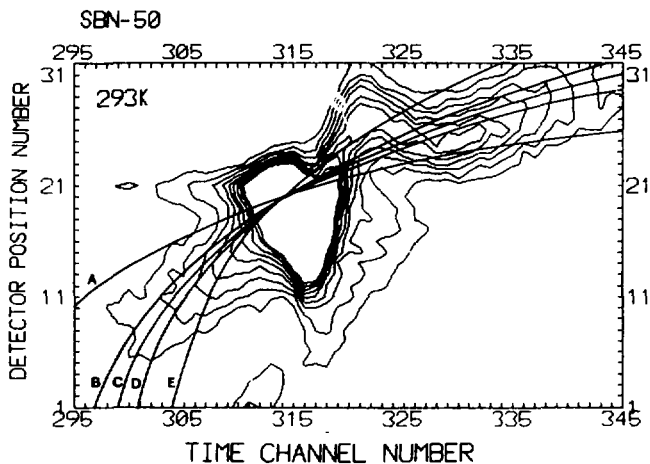 SBN-50
295 305 315 325 335 345
31 31
293K
21 21
11 11
A
B C D E
1 1
295 305 315 325 335 345
DETECTOR POSITION NUMBER
TIME CHANNEL NUMBER